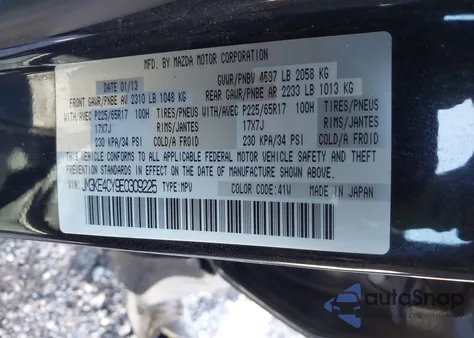 MFD. BY MAZDA MOTOR CORPORATION
DATE 01/13 GVWR/PNBV 4537 LB 2058 KG
FRONT GAWR/PNBE AV 2310 LB 1048 KG REAR GAWR/PNBE AR 2233 LB 1013 KG
WITH/AVEC P225/65R17 100H TIRES/PNEUS WITH/AVEC P225/65R17 100H TIRES/PNEUS
17X7J RIMS/JANTES 17X7J RIMS/JANTES
230 KPA/34 PSI COLD/A FROID 230 KPA/34 PSI COLD/A FROID
THIS VEHICLE CONFORMS TO ALL APPLICABLE FEDERAL MOTOR VEHICLE SAFETY
AND THEFT PREVENTION STANDARDS IN EFFECT ON THE DATE OF MANUFACTURE
SHOWN ABOVE.
VIN: JM3KE4CY9E0309225 TYPE: MPV COLOR CODE: 41W MADE IN JAPAN
autoSnap